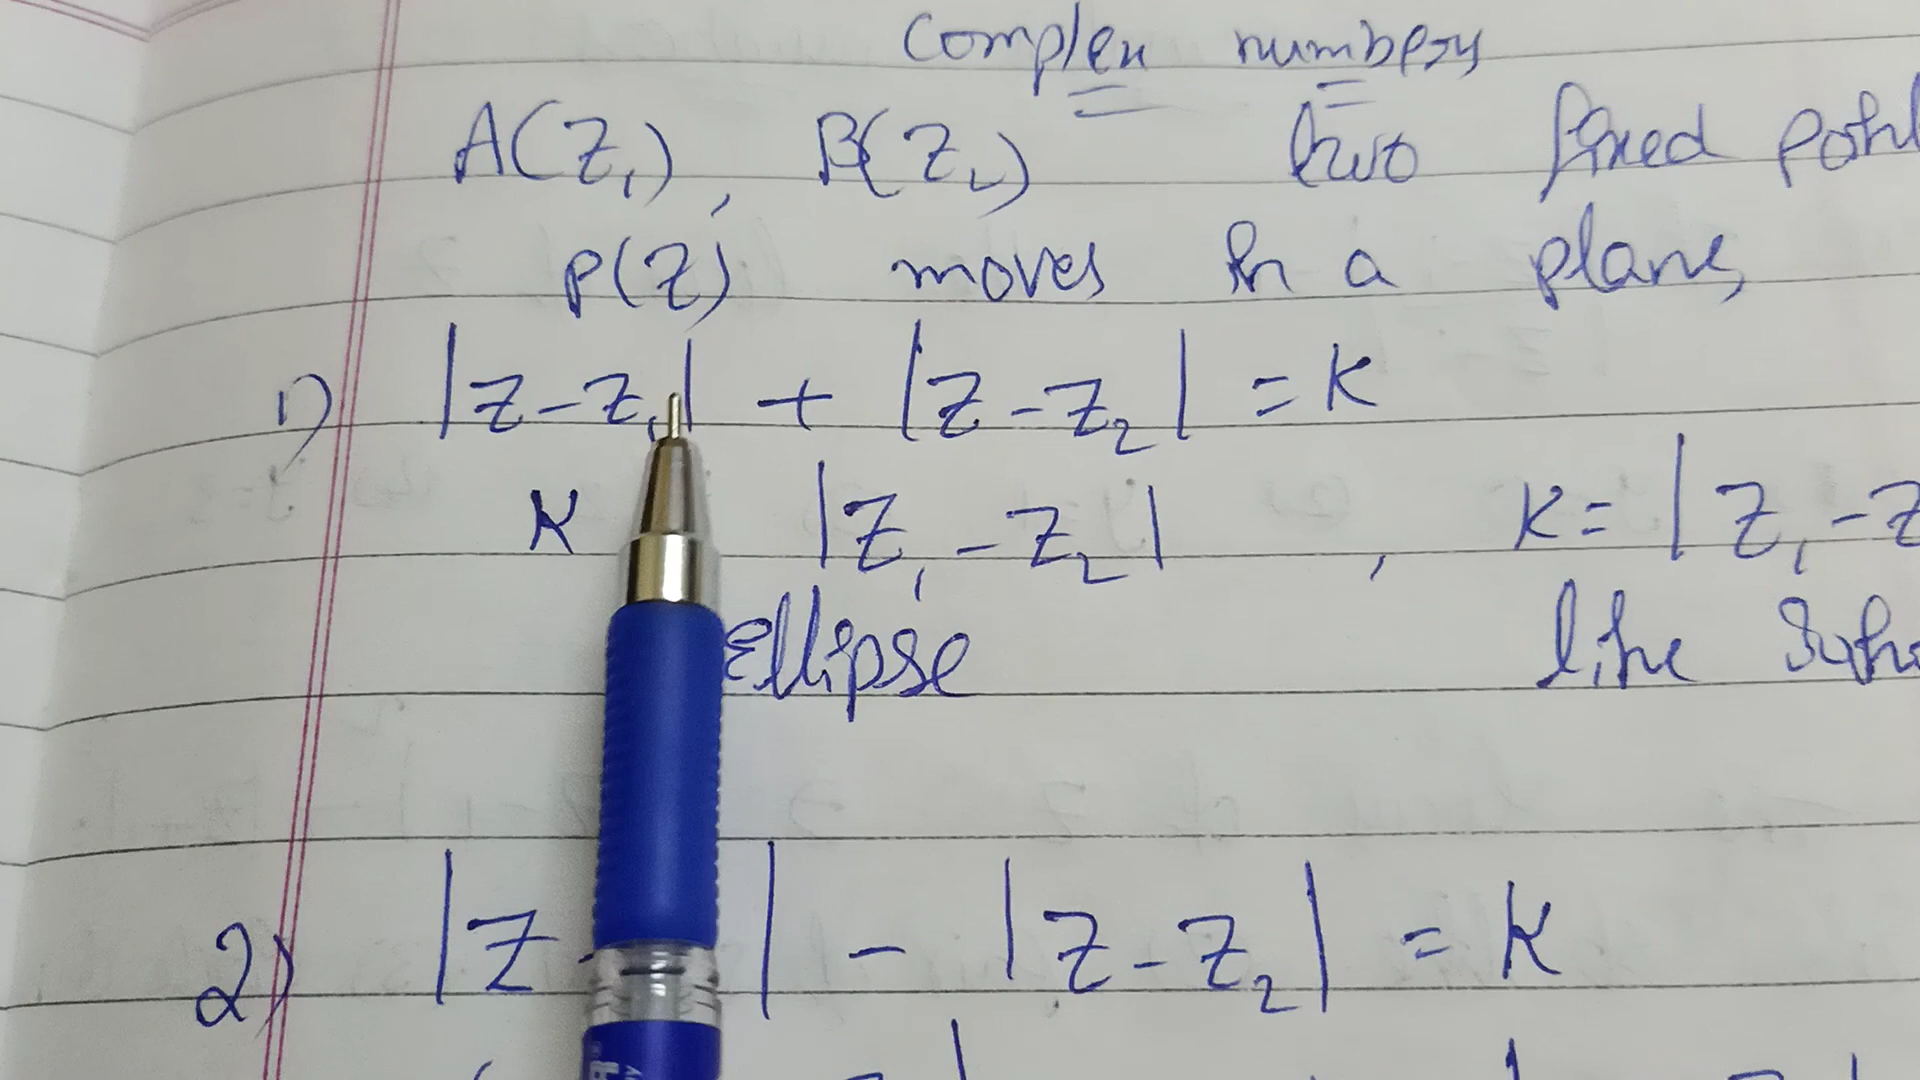 Complex numbers
A(Z₁), B(Z₂) two fixed point
P(Z) moves in a plane,
1) |Z-Z₁| + |Z-Z₂| = K
K |Z₁-Z₂| , K=|Z₁-Z
Ellipse line
2) |Z- | - |Z-Z₂| = K